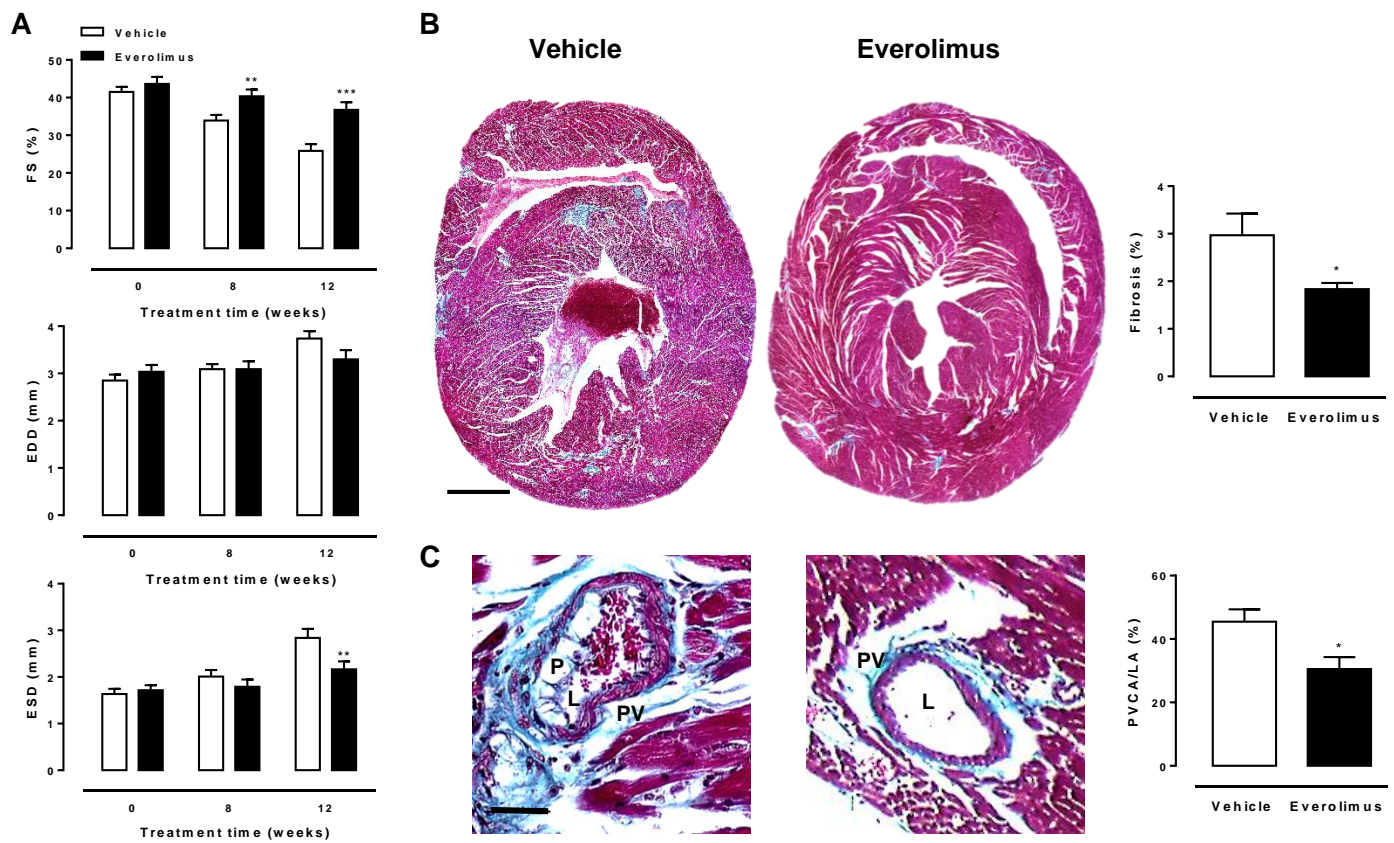 A
Vehicle
Everolimus
FS (%)
50
40
30
20
10
0
**
***
0 8 12
Treatment time (weeks)
EDD (mm)
4
3
2
1
0
0 8 12
Treatment time (weeks)
ESD (mm)
4
3
2
1
0
**
0 8 12
Treatment time (weeks)
B
Vehicle Everolimus
Fibrosis (%)
4
3
2
1
0
*
Vehicle Everolimus
C
P
L
PV
PV
L
PVCA/LA (%)
60
40
20
0
*
Vehicle Everolimus